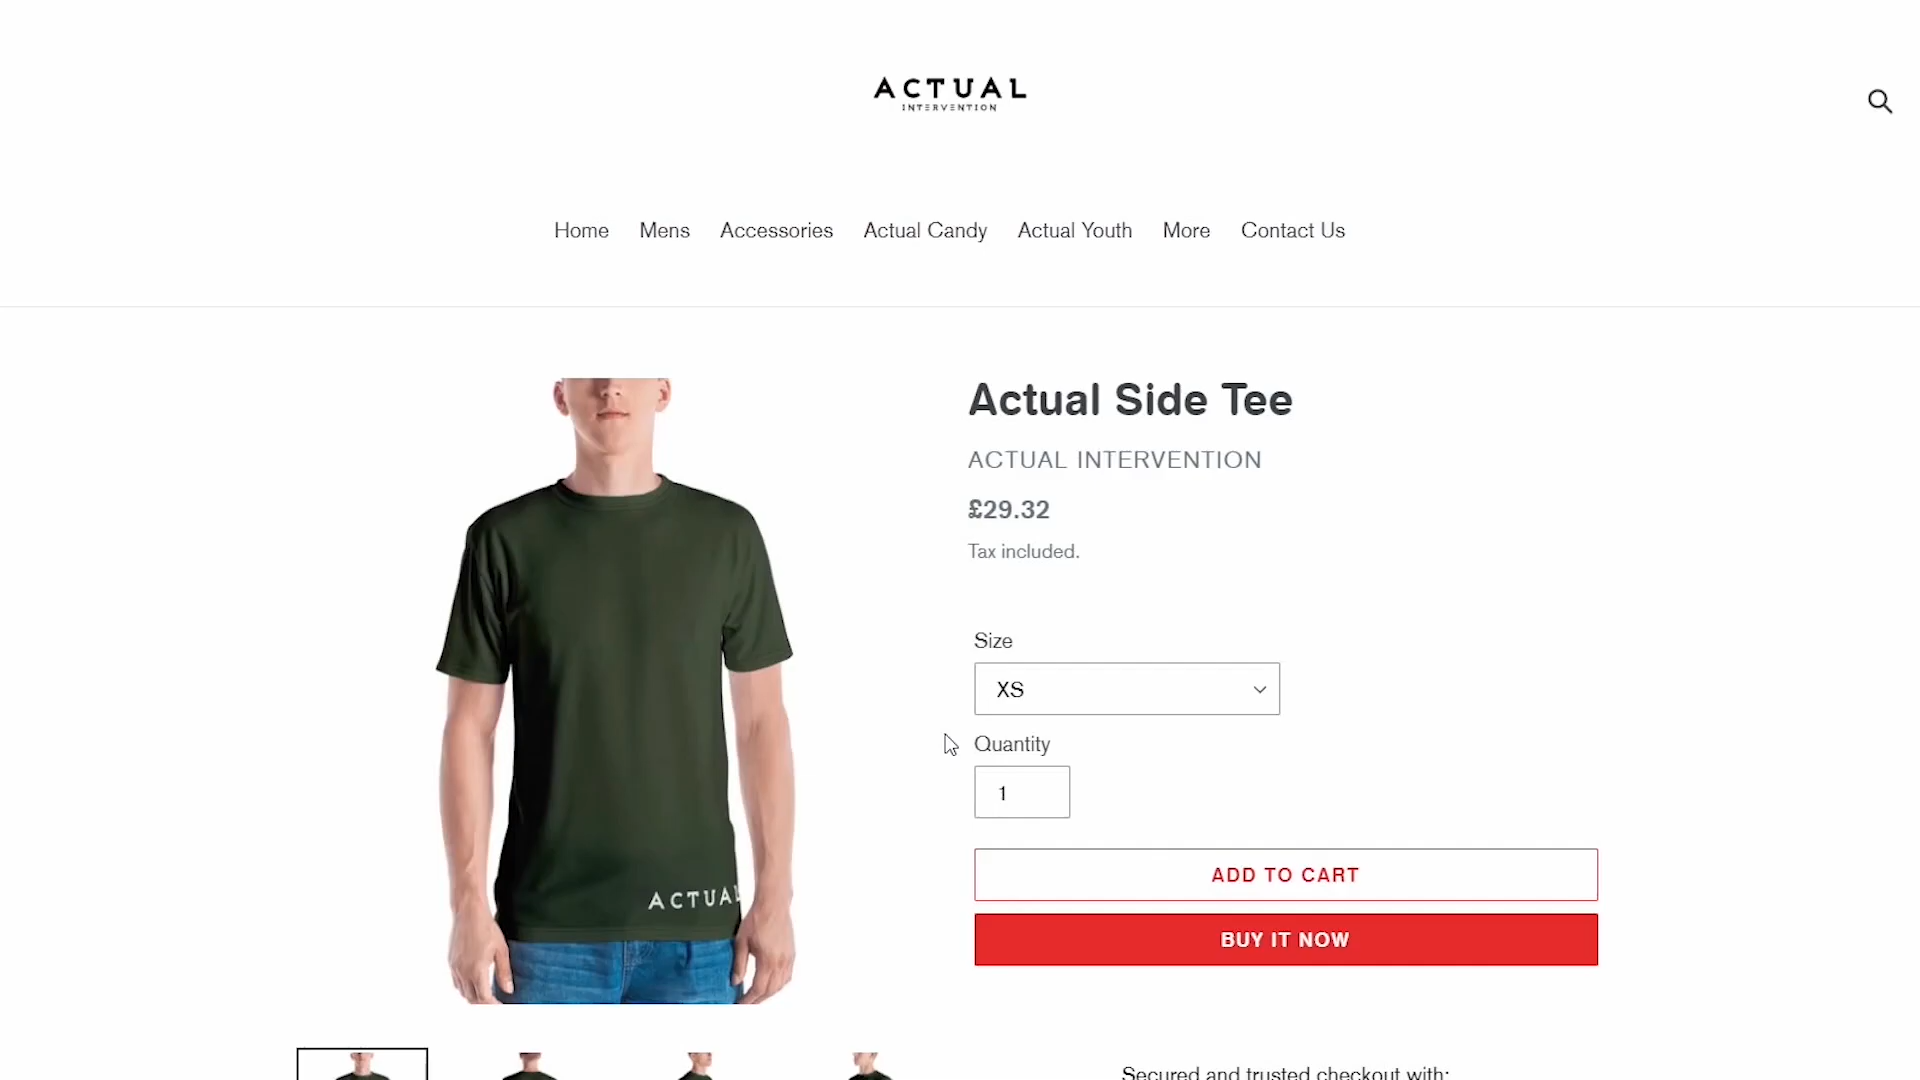 ACTUAL
INTERVENTION
Home Mens Accessories Actual Candy Actual Youth More Contact Us
Actual Side Tee
ACTUAL INTERVENTION
£29.32
Tax included.
Size
XS
Quantity
1
ADD TO CART
BUY IT NOW
ACTUAL
Secured and trusted checkout with: